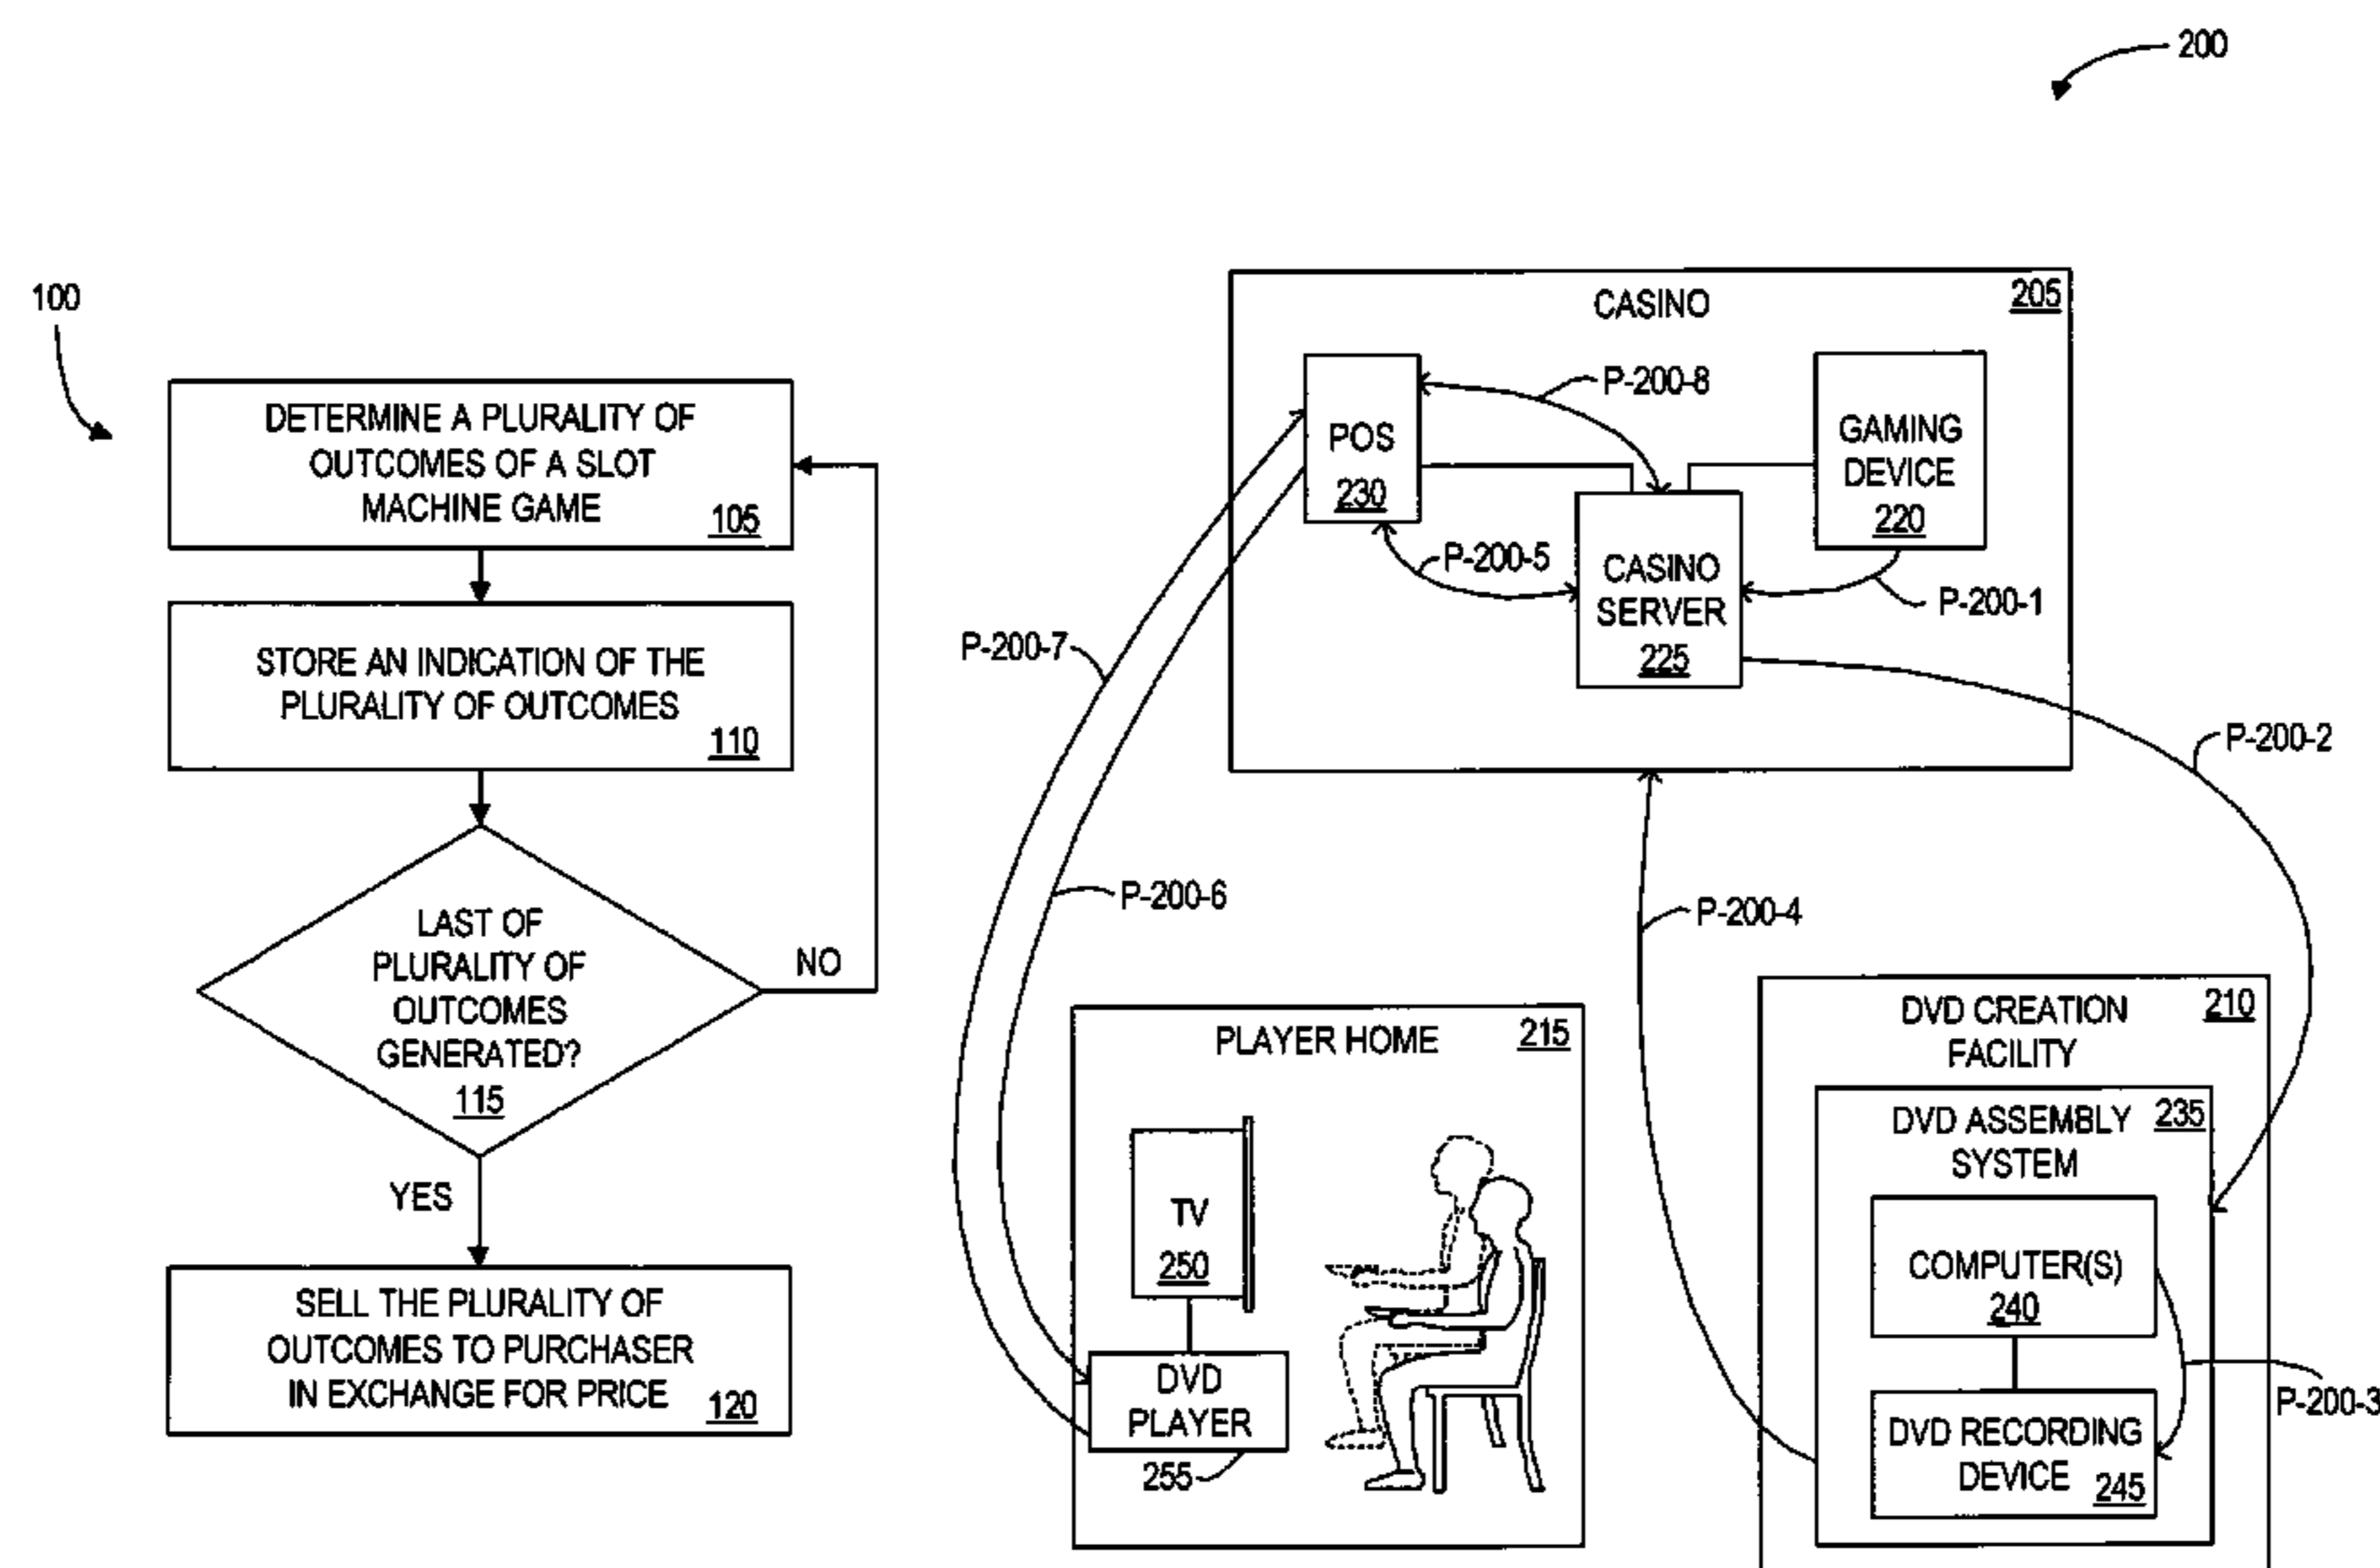 200
100
DETERMINE A PLURALITY OF
OUTCOMES OF A SLOT
MACHINE GAME
105
STORE AN INDICATION OF THE
PLURALITY OF OUTCOMES
110
LAST OF
PLURALITY OF
OUTCOMES
GENERATED?
115
NO
YES
SELL THE PLURALITY OF
OUTCOMES TO PURCHASER
IN EXCHANGE FOR PRICE
120
CASINO
205
POS
230
P-200-8
GAMING
DEVICE
220
P-200-5
CASINO
SERVER
225
P-200-1
P-200-7
P-200-2
P-200-6
P-200-4
PLAYER HOME
215
TV
250
DVD
PLAYER
255
DVD CREATION
FACILITY
210
DVD ASSEMBLY
SYSTEM
235
COMPUTER(S)
240
P-200-3
DVD RECORDING
DEVICE
245